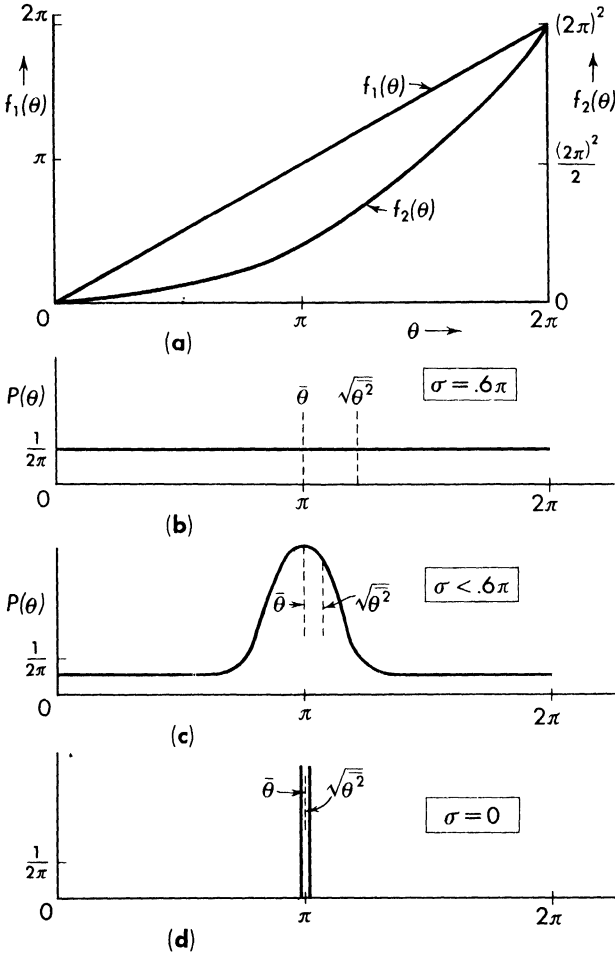 2π
(2π)²
f₁(θ)
f₁(θ)
f₂(θ)
π
(2π)²
2
f₂(θ)
0
0
π
2π
θ
(a)
P(θ)
θ̄
√θ̄²
σ = .6π
1
2π
0
π
2π
(b)
P(θ)
θ̄
√θ̄²
σ < .6π
1
2π
0
π
2π
(c)
θ̄
√θ̄²
σ = 0
1
2π
0
π
2π
(d)